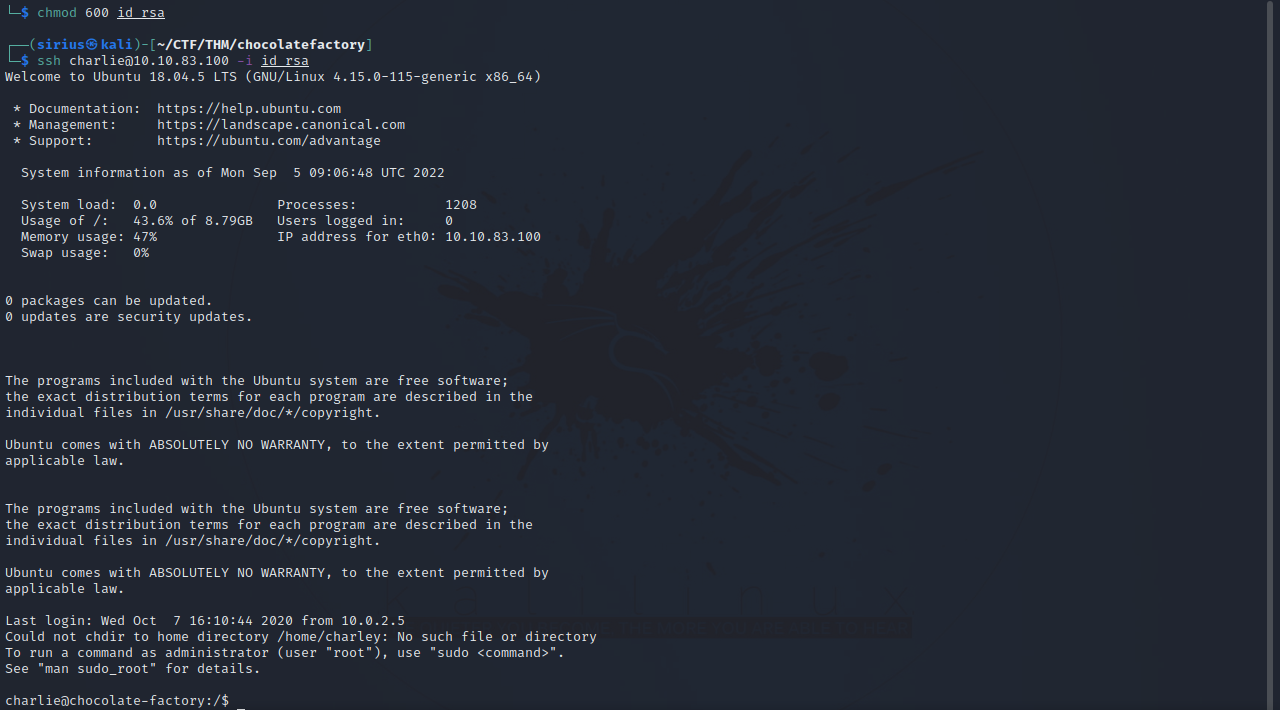 └─$ chmod 600 id_rsa
┌──(sirius㉿kali)-[~/CTF/THM/chocolatefactory]
└─$ ssh charlie@10.10.83.100 -i id_rsa
Welcome to Ubuntu 18.04.5 LTS (GNU/Linux 4.15.0-115-generic x86_64)
* Documentation:  https://help.ubuntu.com
* Management:     https://landscape.canonical.com
* Support:        https://ubuntu.com/advantage
System information as of Mon Sep  5 09:06:48 UTC 2022
System load:  0.0               Processes:           1208
Usage of /:   43.6% of 8.79GB   Users logged in:     0
Memory usage: 47%               IP address for eth0: 10.10.83.100
Swap usage:   0%
0 packages can be updated.
0 updates are security updates.
The programs included with the Ubuntu system are free software;
the exact distribution terms for each program are described in the
individual files in /usr/share/doc/*/copyright.
Ubuntu comes with ABSOLUTELY NO WARRANTY, to the extent permitted by
applicable law.
The programs included with the Ubuntu system are free software;
the exact distribution terms for each program are described in the
individual files in /usr/share/doc/*/copyright.
Ubuntu comes with ABSOLUTELY NO WARRANTY, to the extent permitted by
applicable law.
Last login: Wed Oct  7 16:10:44 2020 from 10.0.2.5
Could not chdir to home directory /home/charley: No such file or directory
To run a command as administrator (user "root"), use "sudo <command>".
See "man sudo_root" for details.
charlie@chocolate-factory:/$